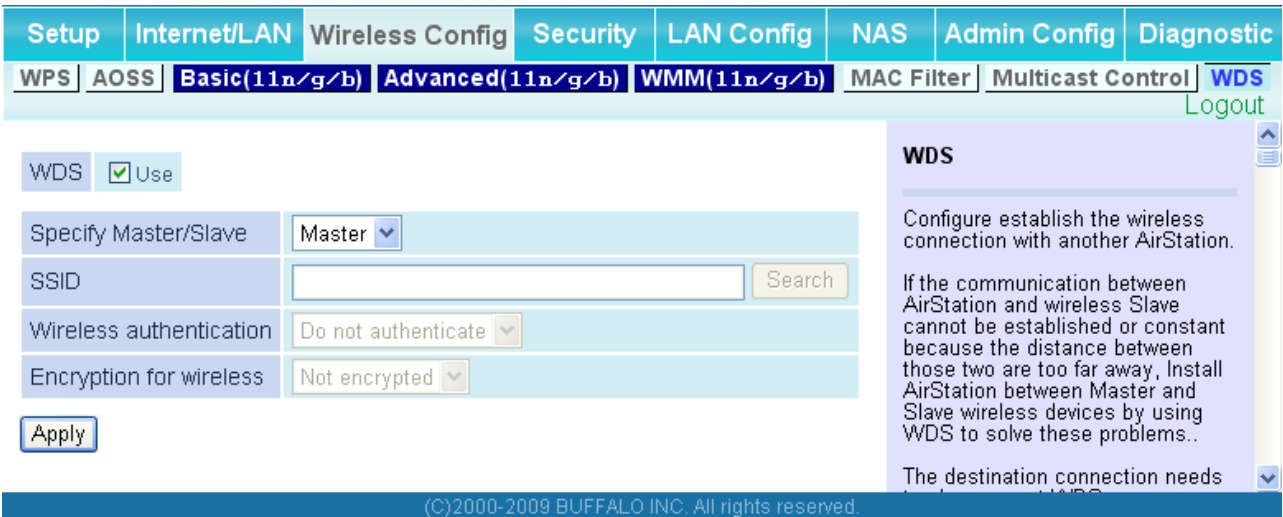 Setup Internet/LAN Wireless Config Security LAN Config NAS Admin Config Diagnostic
WPS AOSS Basic(11n/g/b) Advanced(11n/g/b) WMM(11n/g/b) MAC Filter Multicast Control WDS
Logout
WDS Use
Specify Master/Slave Master
SSID Search
Wireless authentication Do not authenticate
Encryption for wireless Not encrypted
Apply
WDS
Configure establish the wireless
connection with another AirStation.
If the communication between
AirStation and wireless Slave
cannot be established or constant
because the distance between
those two are too far away, Install
AirStation between Master and
Slave wireless devices by using
WDS to solve these problems..
The destination connection needs
(C)2000-2009 BUFFALO INC. All rights reserved.